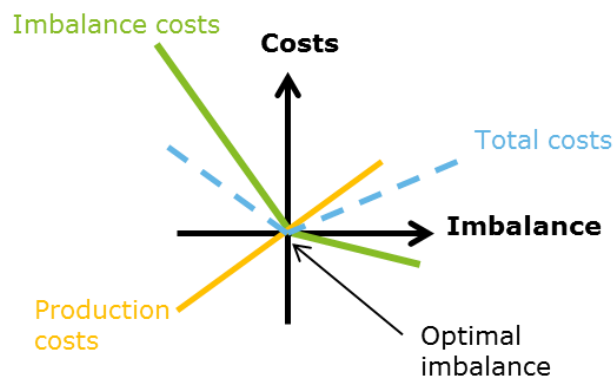 Imbalance costs
Costs
Total costs
Imbalance
Production
costs
Optimal
imbalance